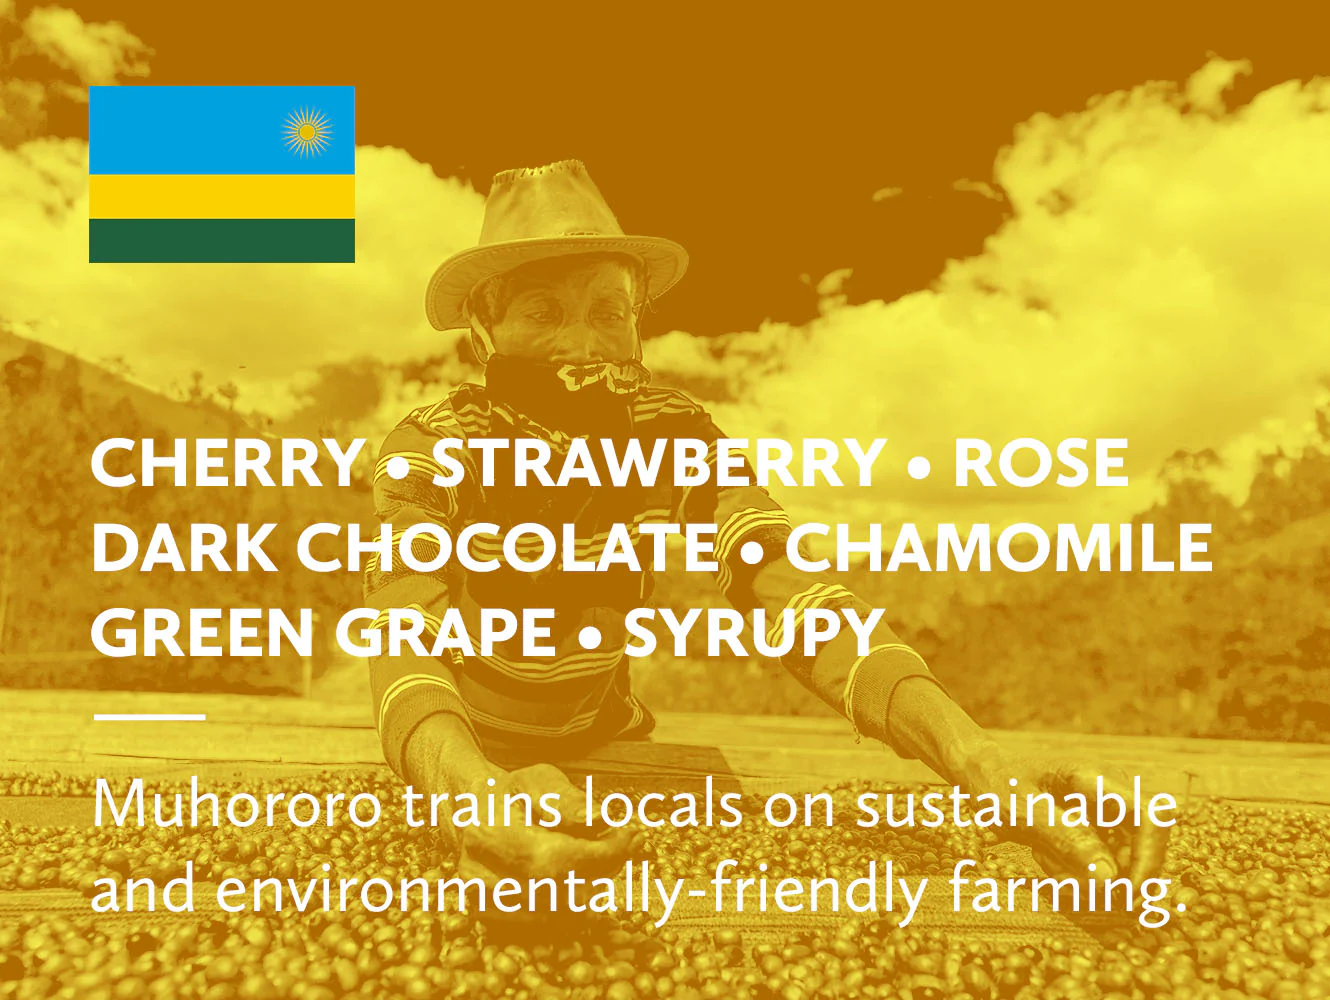 CHERRY • STRAWBERRY • ROSE
DARK CHOCOLATE • CHAMOMILE
GREEN GRAPE • SYRUPY
Muhororo trains locals on sustainable
and environmentally-friendly farming.